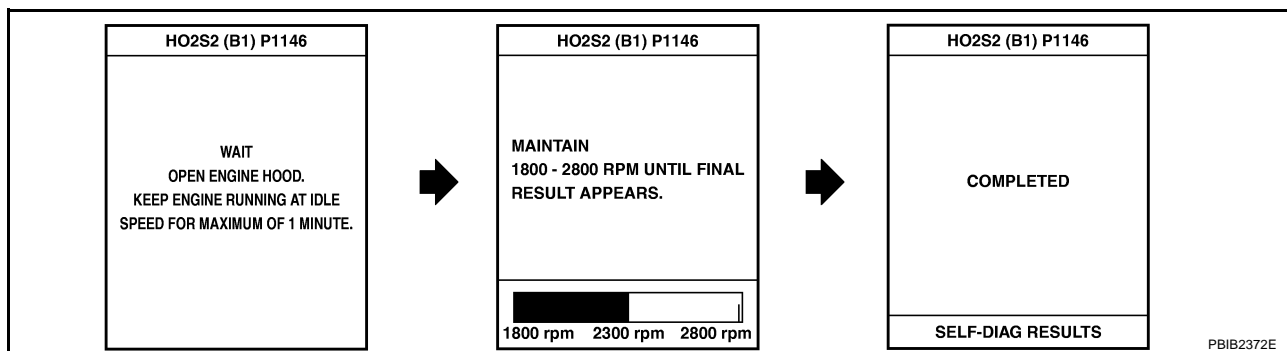 HO2S2 (B1) P1146
WAIT
OPEN ENGINE HOOD.
KEEP ENGINE RUNNING AT IDLE
SPEED FOR MAXIMUM OF 1 MINUTE.
HO2S2 (B1) P1146
MAINTAIN
1800 - 2800 RPM UNTIL FINAL
RESULT APPEARS.
1800 rpm 2300 rpm 2800 rpm
HO2S2 (B1) P1146
COMPLETED
SELF-DIAG RESULTS
PBIB2372E